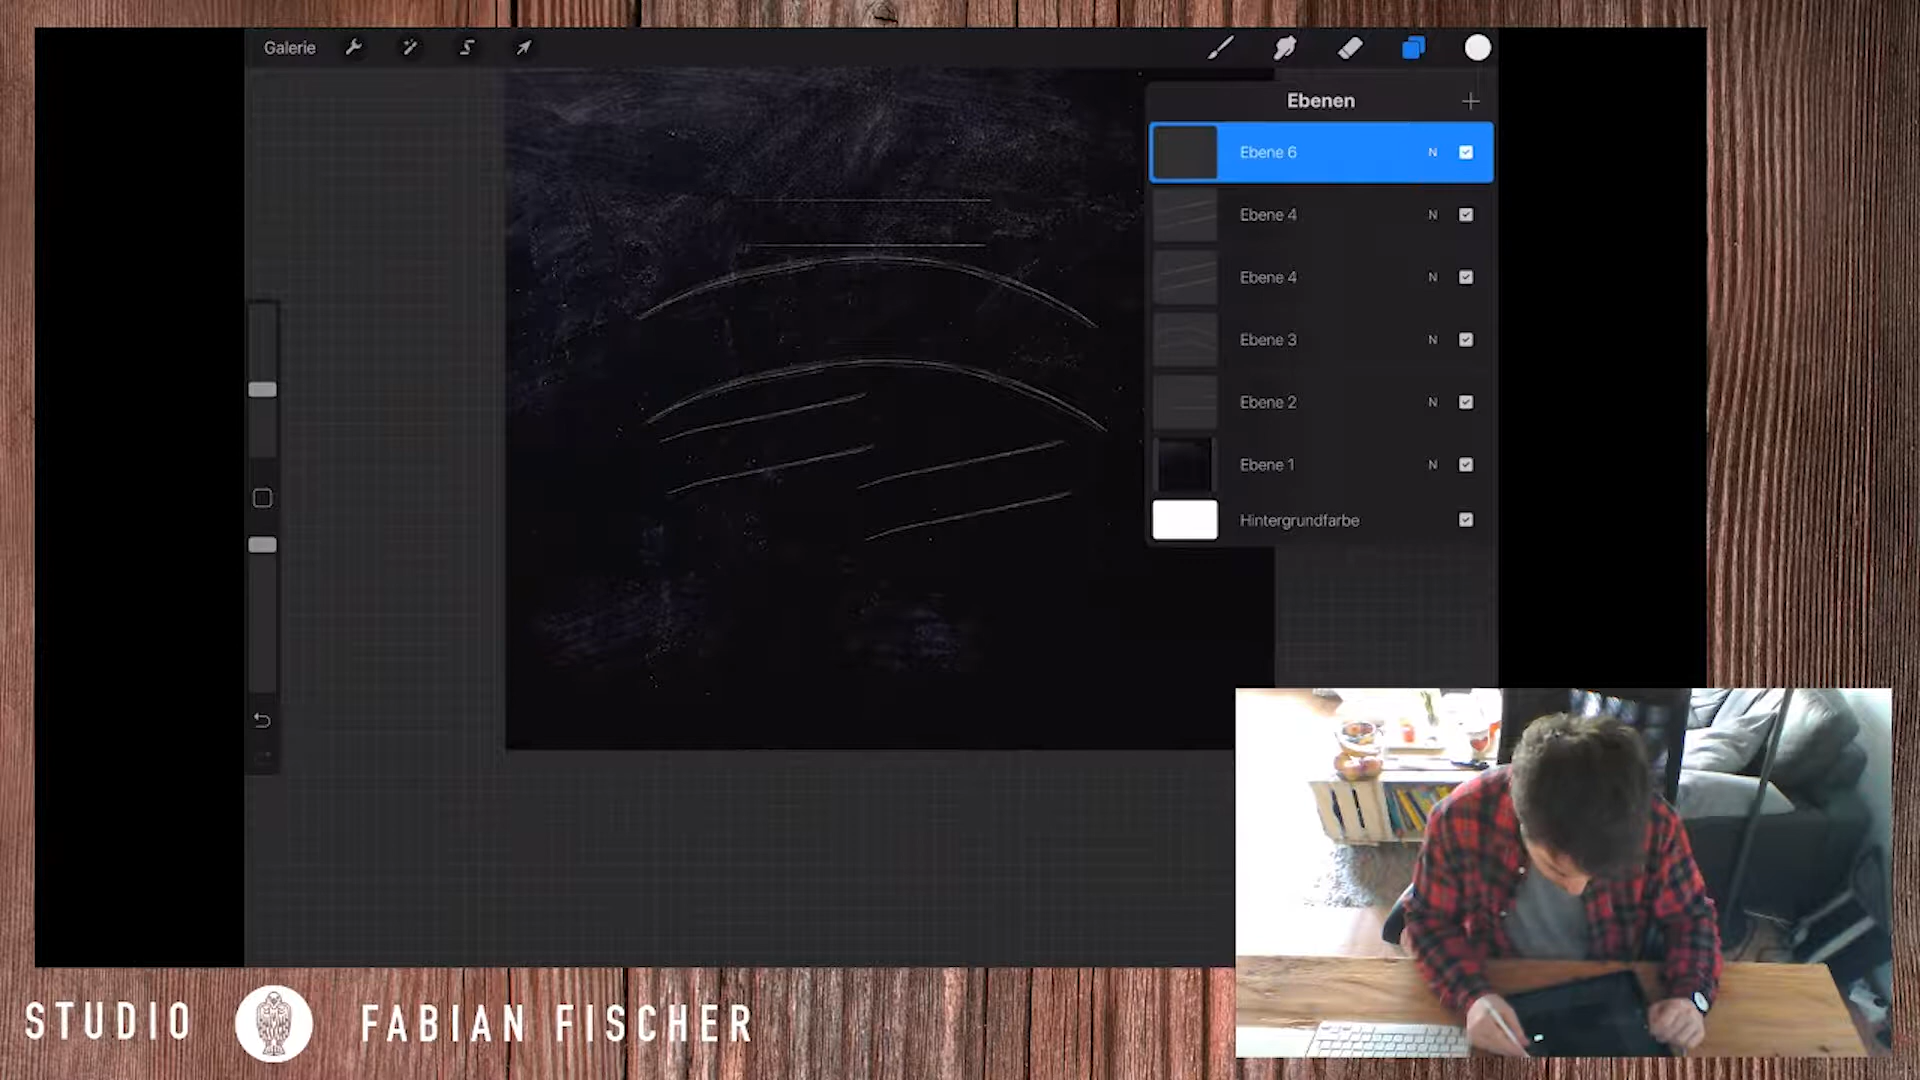 Galerie
Ebenen
Ebene 6 N
Ebene 4 N
Ebene 4 N
Ebene 3 N
Ebene 2 N
Ebene 1 N
Hintergrundfarbe
STUDIO FABIAN FISCHER